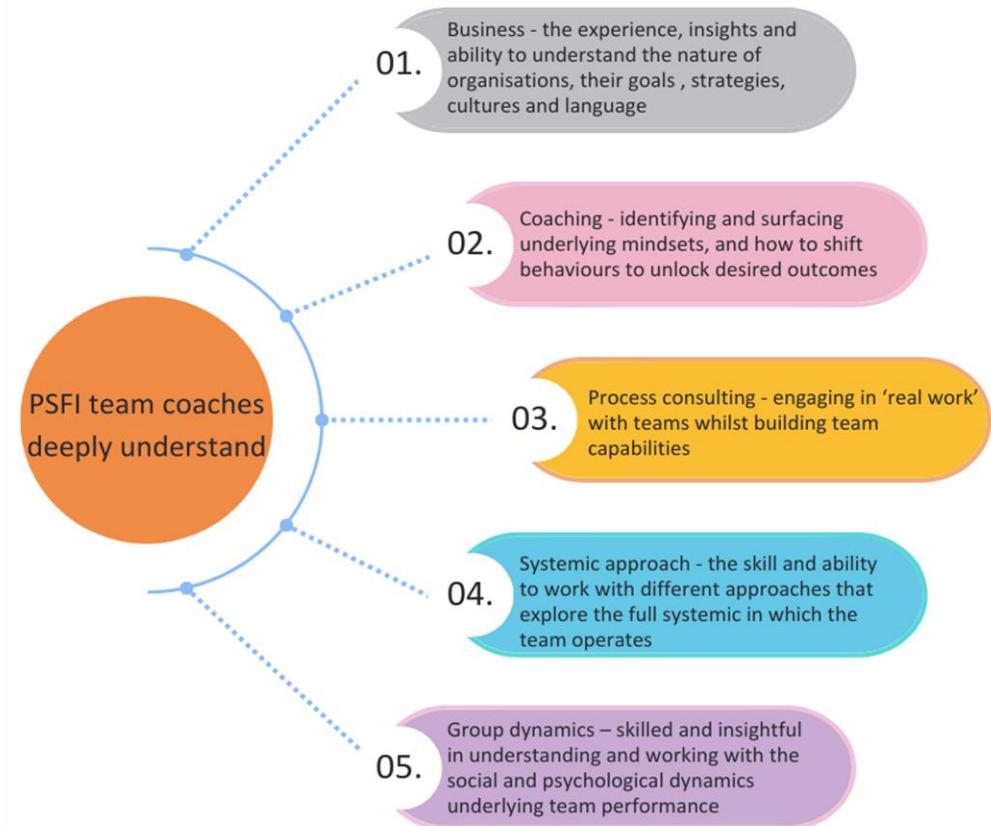 PSFI team coaches
deeply understand
01.
Business - the experience, insights and
ability to understand the nature of
organisations, their goals , strategies,
cultures and language
02.
Coaching - identifying and surfacing
underlying mindsets, and how to shift
behaviours to unlock desired outcomes
03.
Process consulting - engaging in ‘real work’
with teams whilst building team
capabilities
04.
Systemic approach - the skill and ability
to work with different approaches that
explore the full systemic in which the
team operates
05.
Group dynamics – skilled and insightful
in understanding and working with the
social and psychological dynamics
underlying team performance